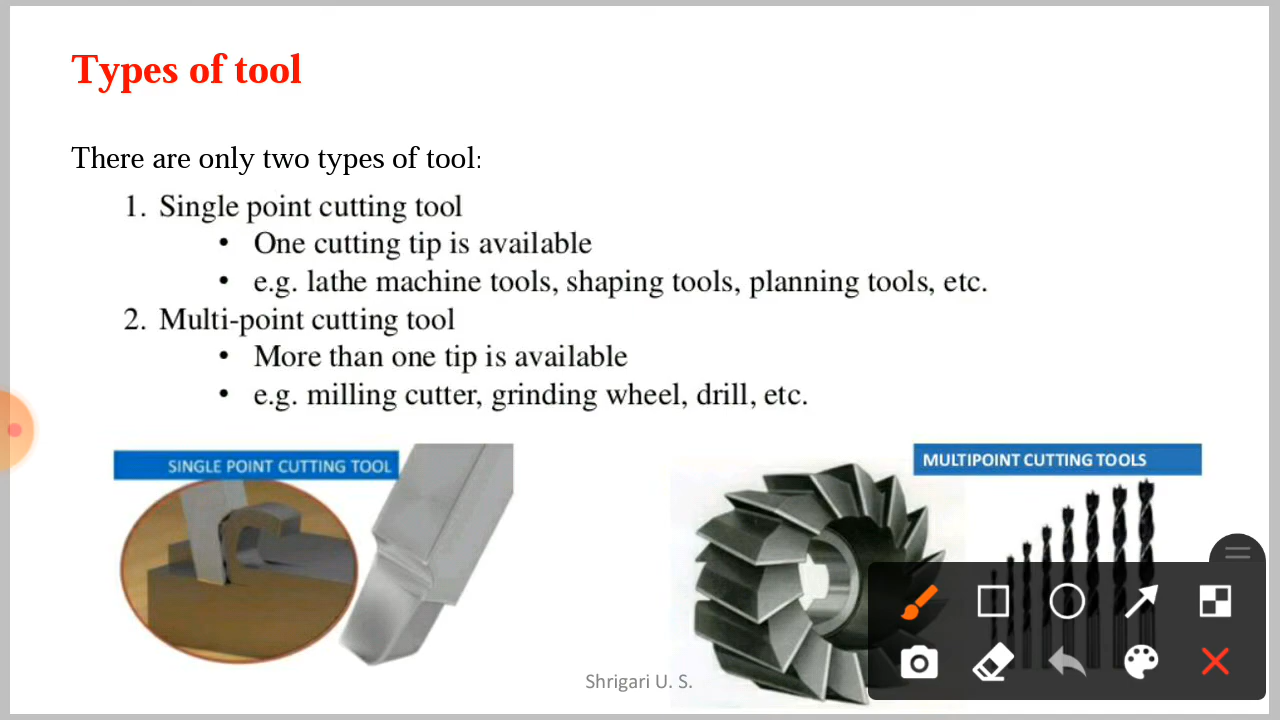 Types of tool
There are only two types of tool:
1. Single point cutting tool
• One cutting tip is available
• e.g. lathe machine tools, shaping tools, planning tools, etc.
2. Multi-point cutting tool
• More than one tip is available
• e.g. milling cutter, grinding wheel, drill, etc.
SINGLE POINT CUTTING TOOL
MULTIPOINT CUTTING TOOLS
Shrigari U. S.